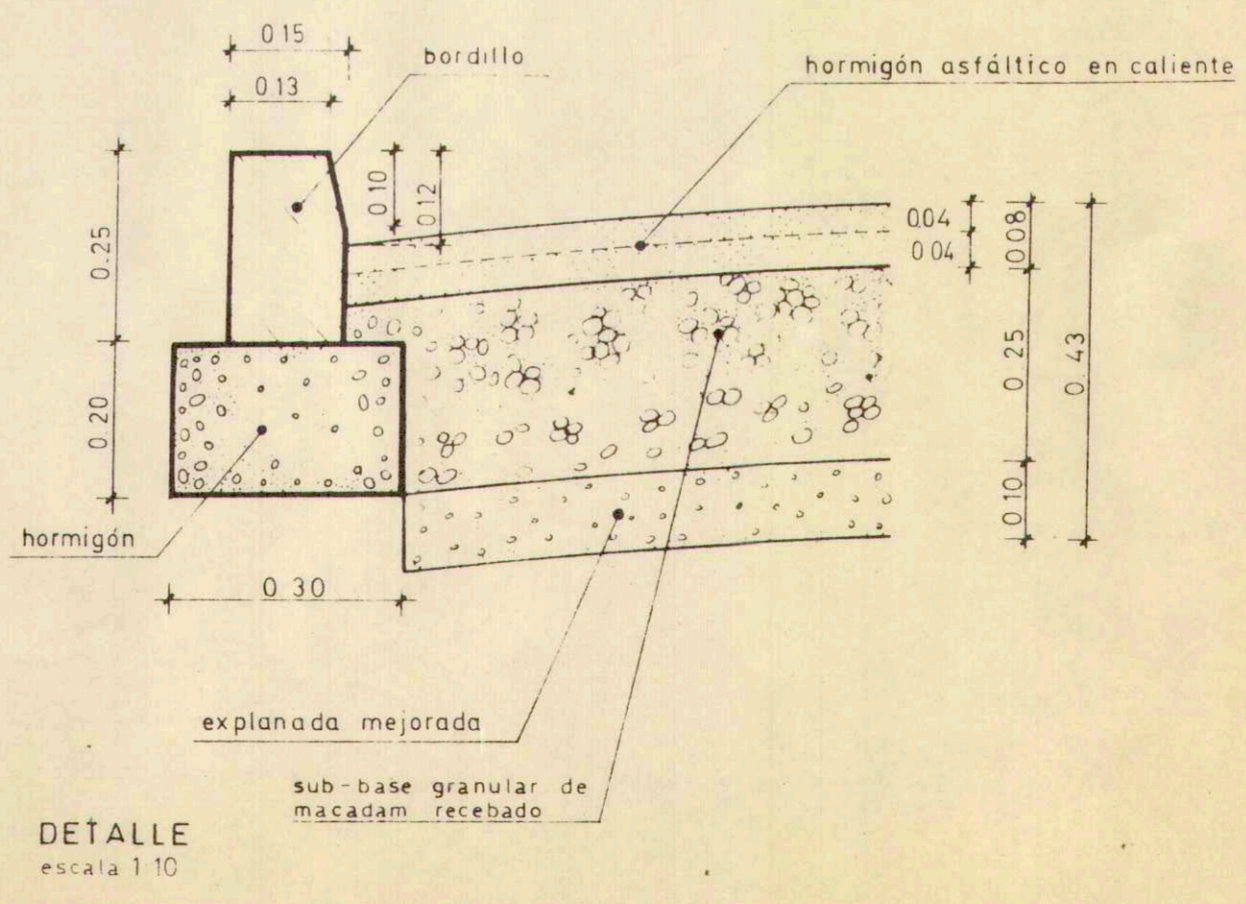 0.15
bordillo
hormigón asfáltico en caliente
0.13
0.10
0.12
0.04
0.04
0.08
0.25
0.25
0.43
0.20
0.10
hormigón
0.30
explanada mejorada
sub-base granular de
macadam recebado
DETALLE
escala 1:10